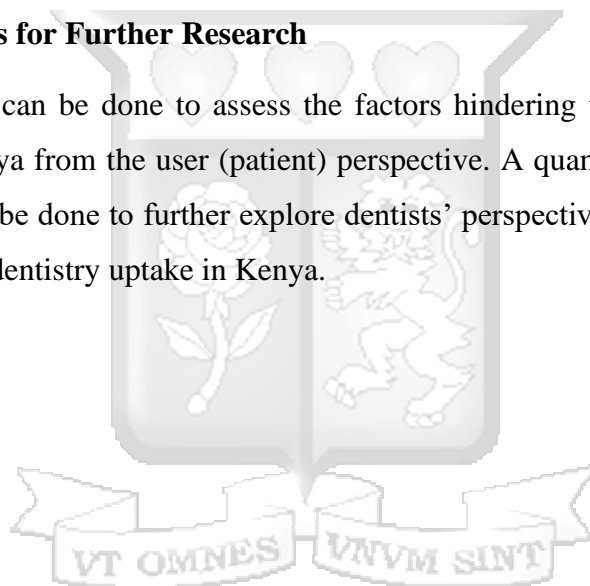 s for Further Research
can be done to assess the factors hindering
ya from the user (patient) perspective. A quan
be done to further explore dentists’ perspectiv
dentistry uptake in Kenya.
VT OMNES VNVM SINT